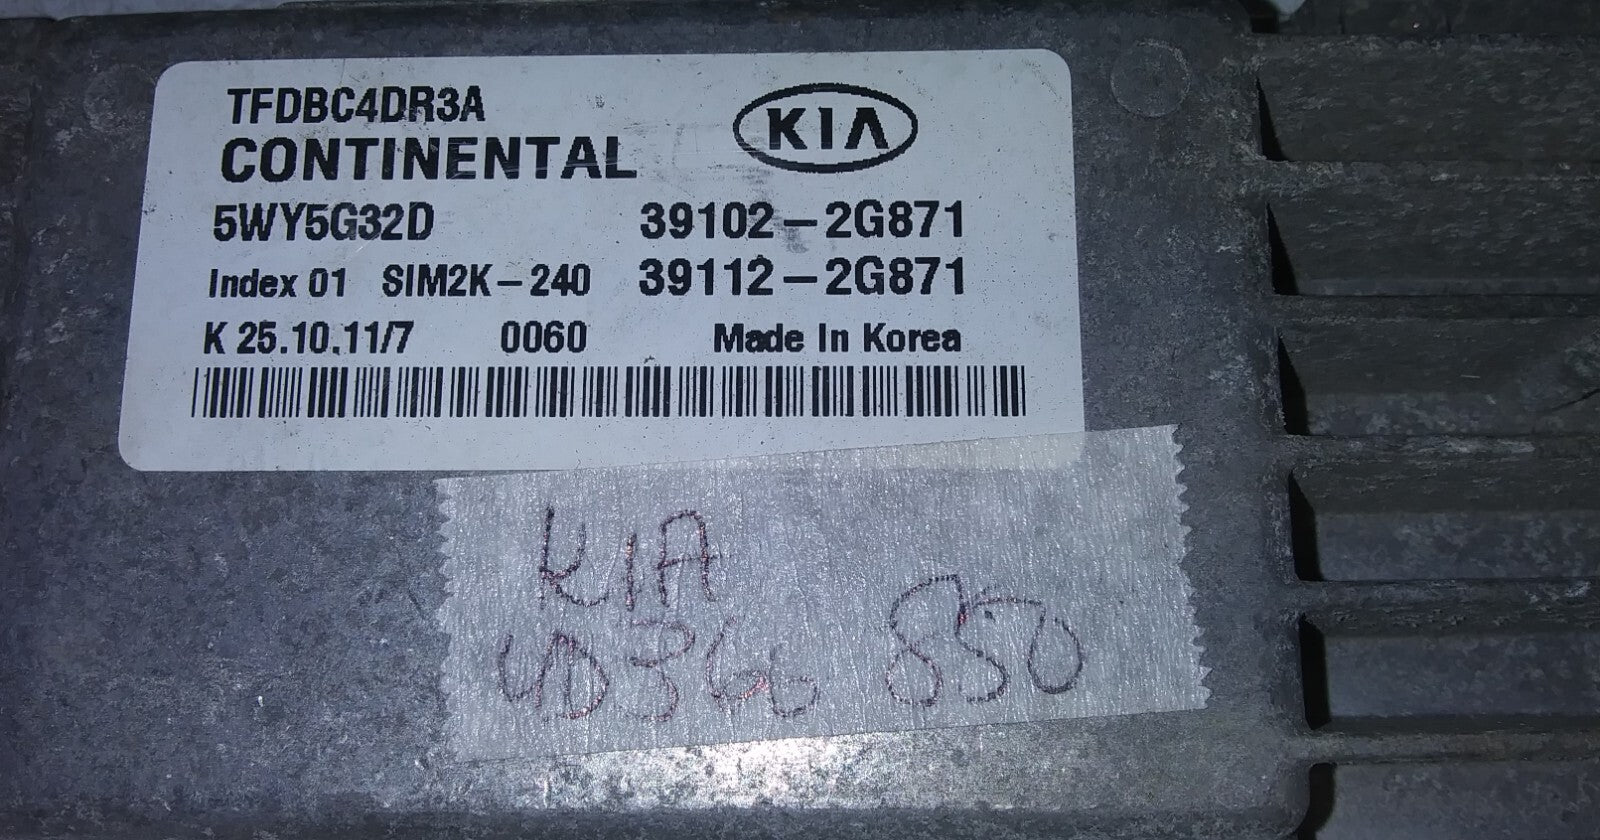 TFDBC4DR3A
KIA
CONTINENTAL
5WY5G32D 39102-2G871
Index 01 SIM2K-240 39112-2G871
K 25.10.11/7 0060 Made In Korea
KIA
850